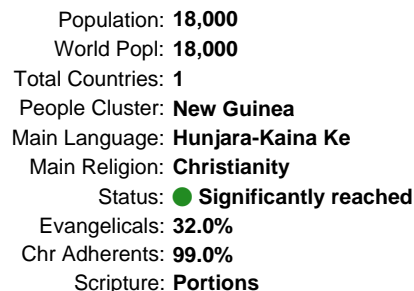 Population: 18,000
World Popl: 18,000
Total Countries: 1
People Cluster: New Guinea
Main Language: Hunjara-Kaina Ke
Main Religion: Christianity
Status: Significantly reached
Evangelicals: 32.0%
Chr Adherents: 99.0%
Scripture: Portions